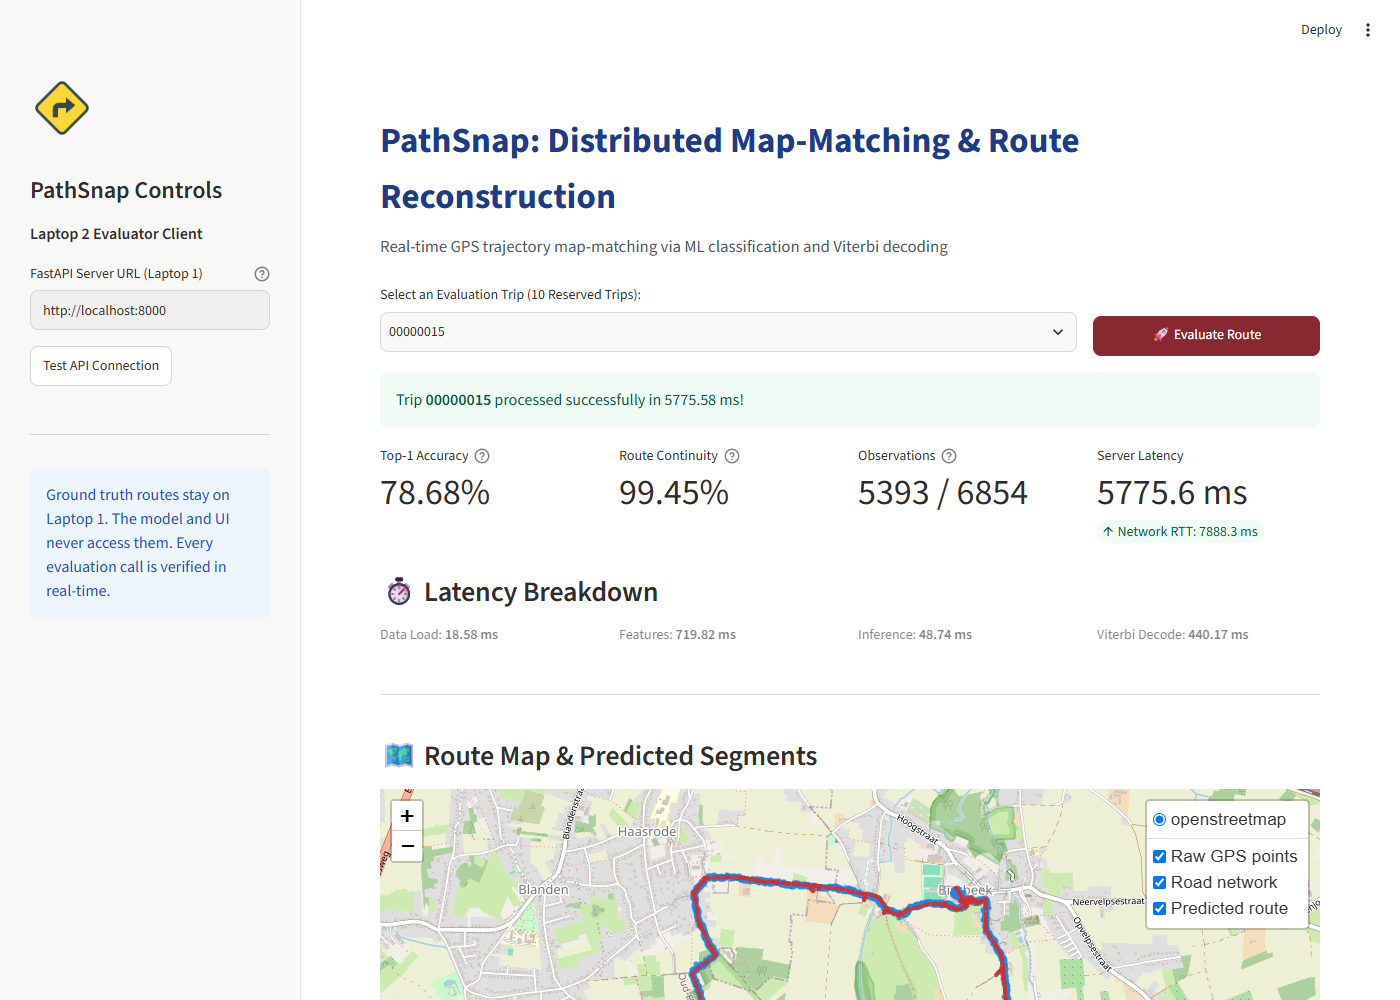 Deploy
PathSnap Controls
Laptop 2 Evaluator Client
FastAPI Server URL (Laptop 1)
http://localhost:8000
Test API Connection
Ground truth routes stay on
Laptop 1. The model and UI
never access them. Every
evaluation call is verified in
real-time.
PathSnap: Distributed Map-Matching & Route
Reconstruction
Real-time GPS trajectory map-matching via ML classification and Viterbi decoding
Select an Evaluation Trip (10 Reserved Trips):
00000015
Evaluate Route
Trip 00000015 processed successfully in 5775.58 ms!
Top-1 Accuracy
78.68%
Route Continuity
99.45%
Observations
5393 / 6854
Server Latency
5775.6 ms
↑ Network RTT: 7888.3 ms
Latency Breakdown
Data Load: 18.58 ms
Features: 719.82 ms
Inference: 48.74 ms
Viterbi Decode: 440.17 ms
Route Map & Predicted Segments
+
−
openstreetmap
Raw GPS points
Road network
Predicted route
Haasrode
Blanden
Hoogstraat
Neervelpsestraat
Opvelpsestraat